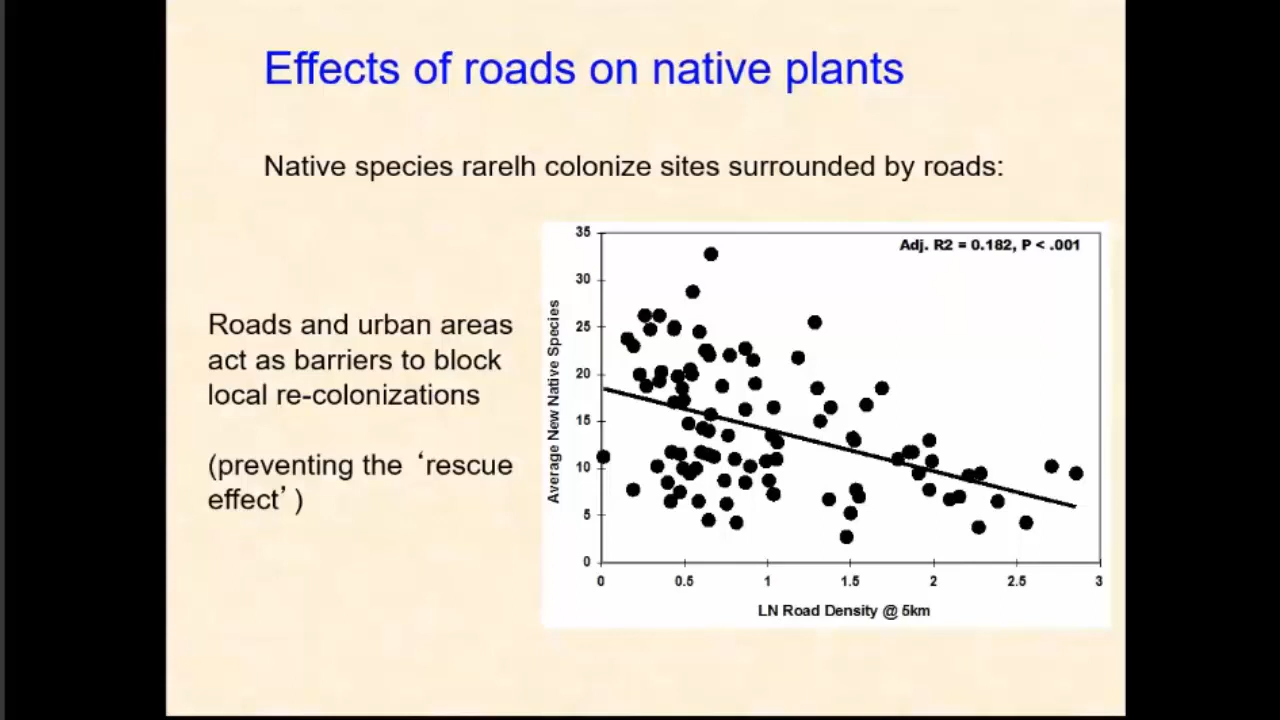 Effects of roads on native plants
Native species rarelh colonize sites surrounded by roads:
Roads and urban areas
act as barriers to block
local re-colonizations
(preventing the ‘rescue
effect’)
Adj. R2 = 0.182, P < .001
Average New Native Species
35
30
25
20
15
10
5
0
0 0.5 1 1.5 2 2.5 3
LN Road Density @ 5km